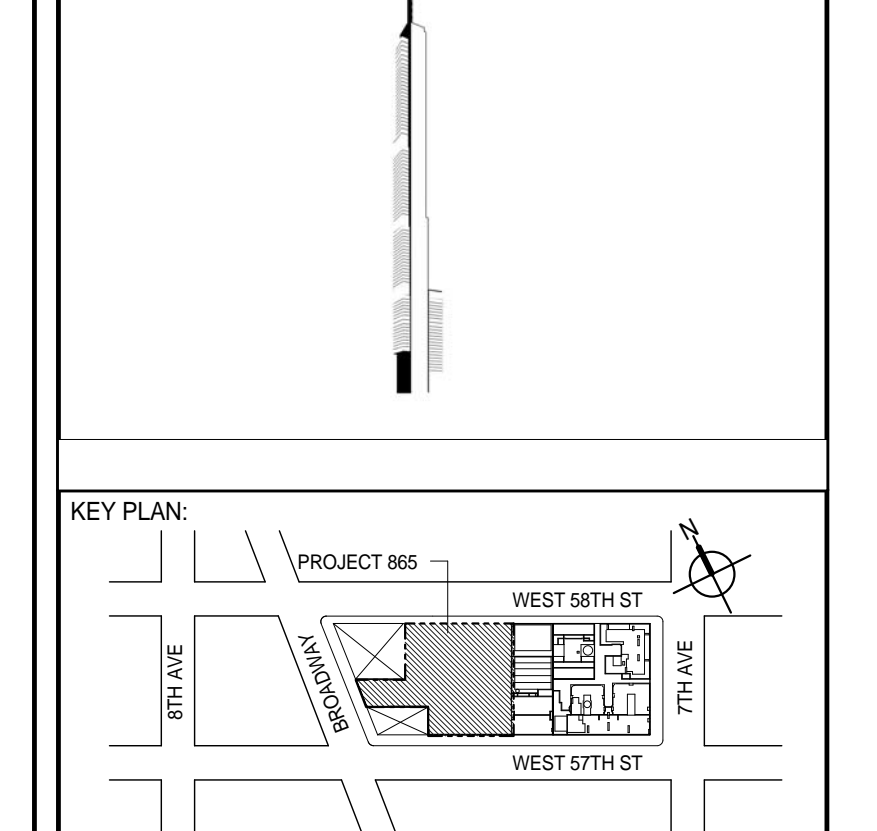 KEY PLAN:
N
PROJECT 865
WEST 58TH ST
8TH AVE
BROADWAY
7TH AVE
WEST 57TH ST